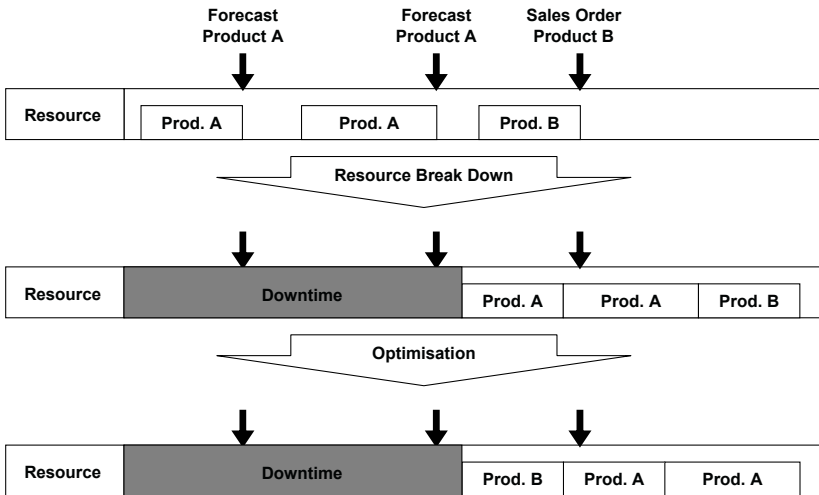 Forecast
Product A
Forecast
Product A
Sales Order
Product B
Resource
Prod. A
Prod. A
Prod. B
Resource Break Down
Resource
Downtime
Prod. A
Prod. A
Prod. B
Optimisation
Resource
Downtime
Prod. B
Prod. A
Prod. A